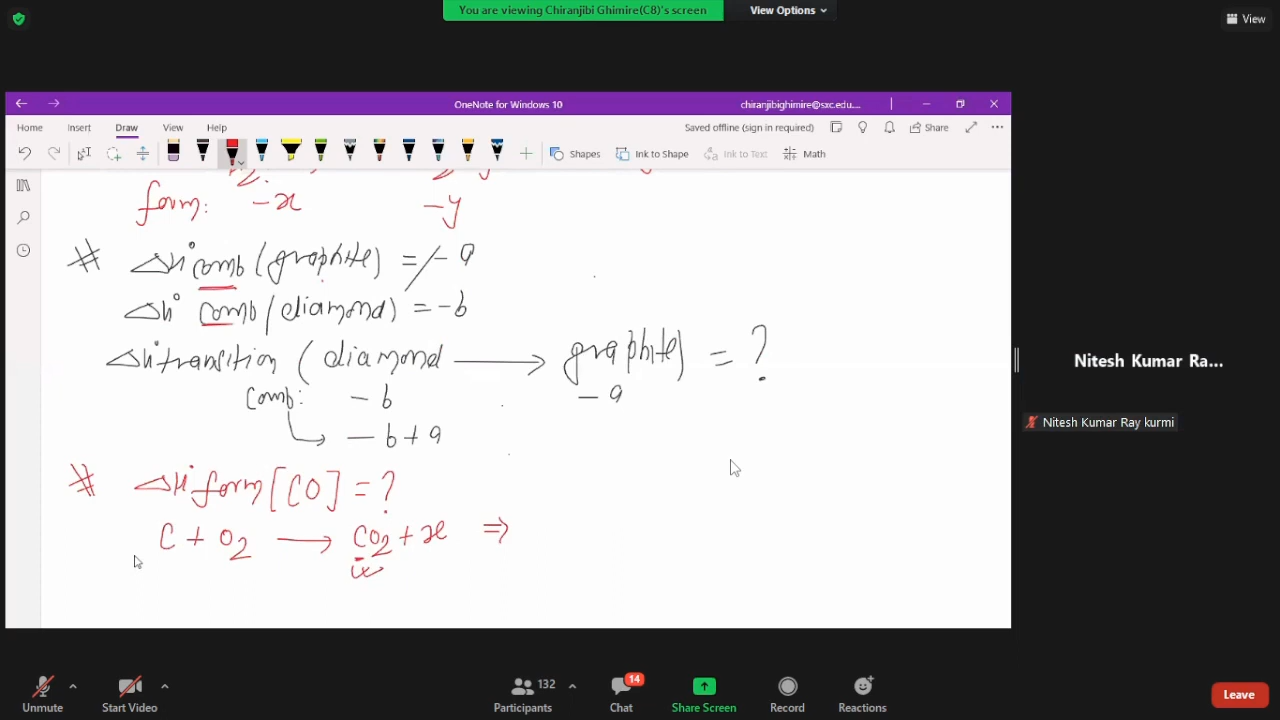 You are viewing Chiranjibi Ghimire(C8)'s screen View Options
View
OneNote for Windows 10 chiranjibighimire@sxc.edu....
Home Insert Draw View Help Saved offline (sign in required) Share
Shapes Ink to Shape Ink to Text Math
form: -x -y
# ΔH° comb (graphite) = - a
ΔH° comb (diamond) = - b
ΔH transition (diamond ⟶ graphite) = ?
Comb: - b - a
- b + a
# ΔH form [CO] = ?
C + O2 ⟶ CO2 + x ⇒
Nitesh Kumar Ra...
Nitesh Kumar Ray kurmi
Unmute Start Video Participants 132 Chat 14 Share Screen Record Reactions Leave